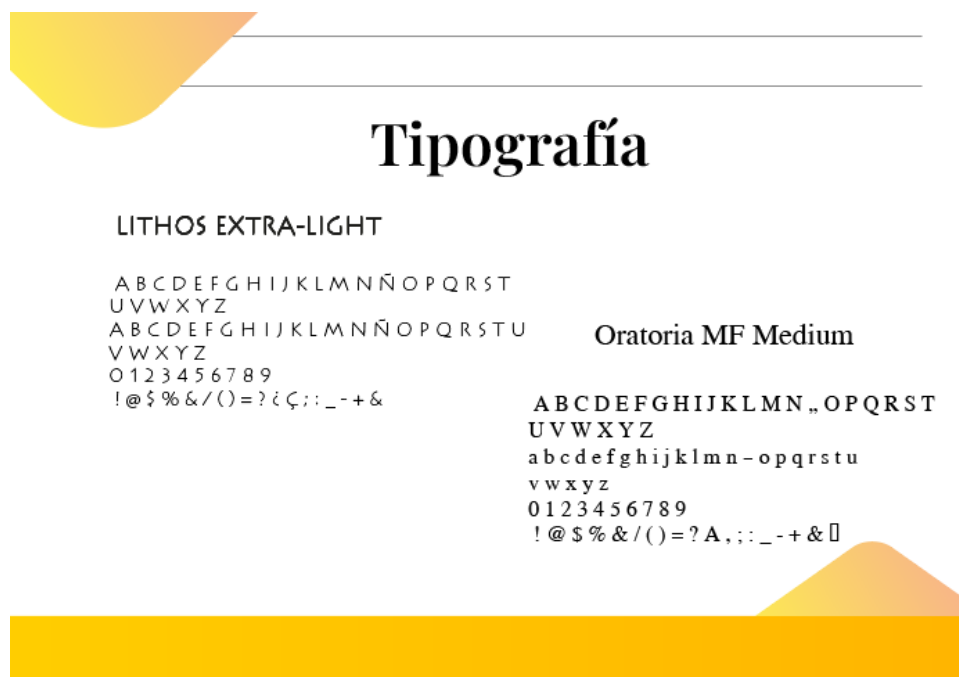 Tipografía
LITHOS EXTRA-LIGHT
A B C D E F G H I J K L M N Ñ O P Q R S T
U V W X Y Z
A B C D E F G H I J K L M N Ñ O P Q R S T U
V W X Y Z
0 1 2 3 4 5 6 7 8 9
! @ $ % & / ( ) = ? ¿ Ç ; : _ - + &
Oratoria MF Medium
A B C D E F G H I J K L M N „ O P Q R S T
U V W X Y Z
a b c d e f g h i j k l m n – o p q r s t u
v w x y z
0 1 2 3 4 5 6 7 8 9
! @ $ % & / ( ) = ? A , ; : _ - + & ▯